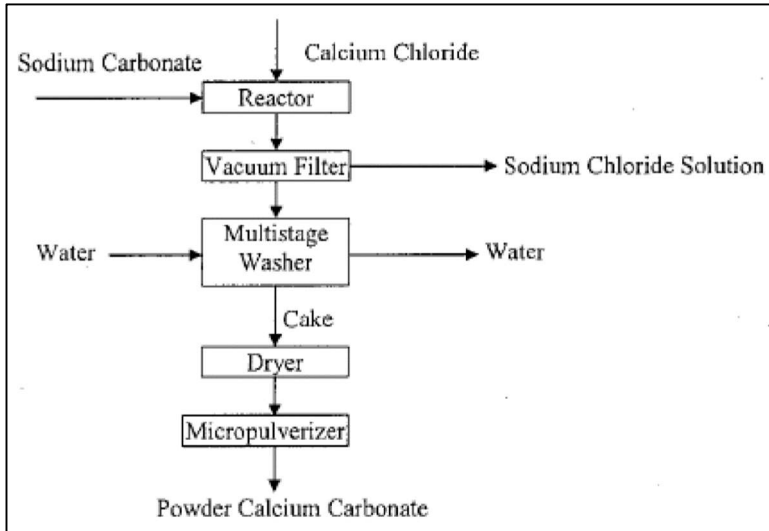 Calcium Chloride
Sodium Carbonate
Reactor
Vacuum Filter
Sodium Chloride Solution
Multistage
Washer
Water
Water
Cake
Dryer
Micropulverizer
Powder Calcium Carbonate